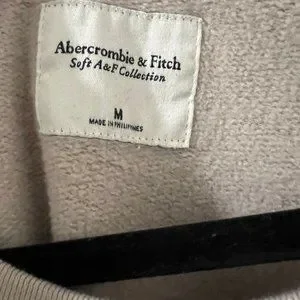 Abercrombie & Fitch
Soft A&F Collection
M
MADE IN PHILIPPINES